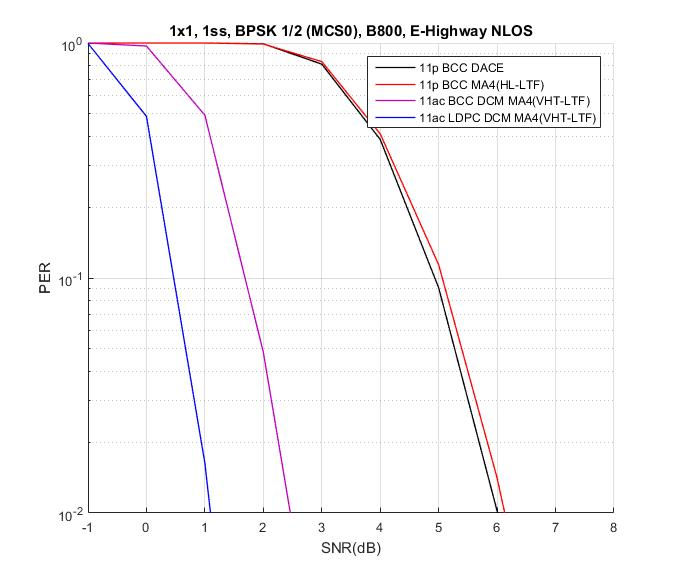 1x1, 1ss, BPSK 1/2 (MCS0), B800, E-Highway NLOS
11p BCC DACE
11p BCC MA4(HL-LTF)
11ac BCC DCM MA4(VHT-LTF)
11ac LDPC DCM MA4(VHT-LTF)
PER
10^0
10^-1
10^-2
-1 0 1 2 3 4 5 6 7 8
SNR(dB)